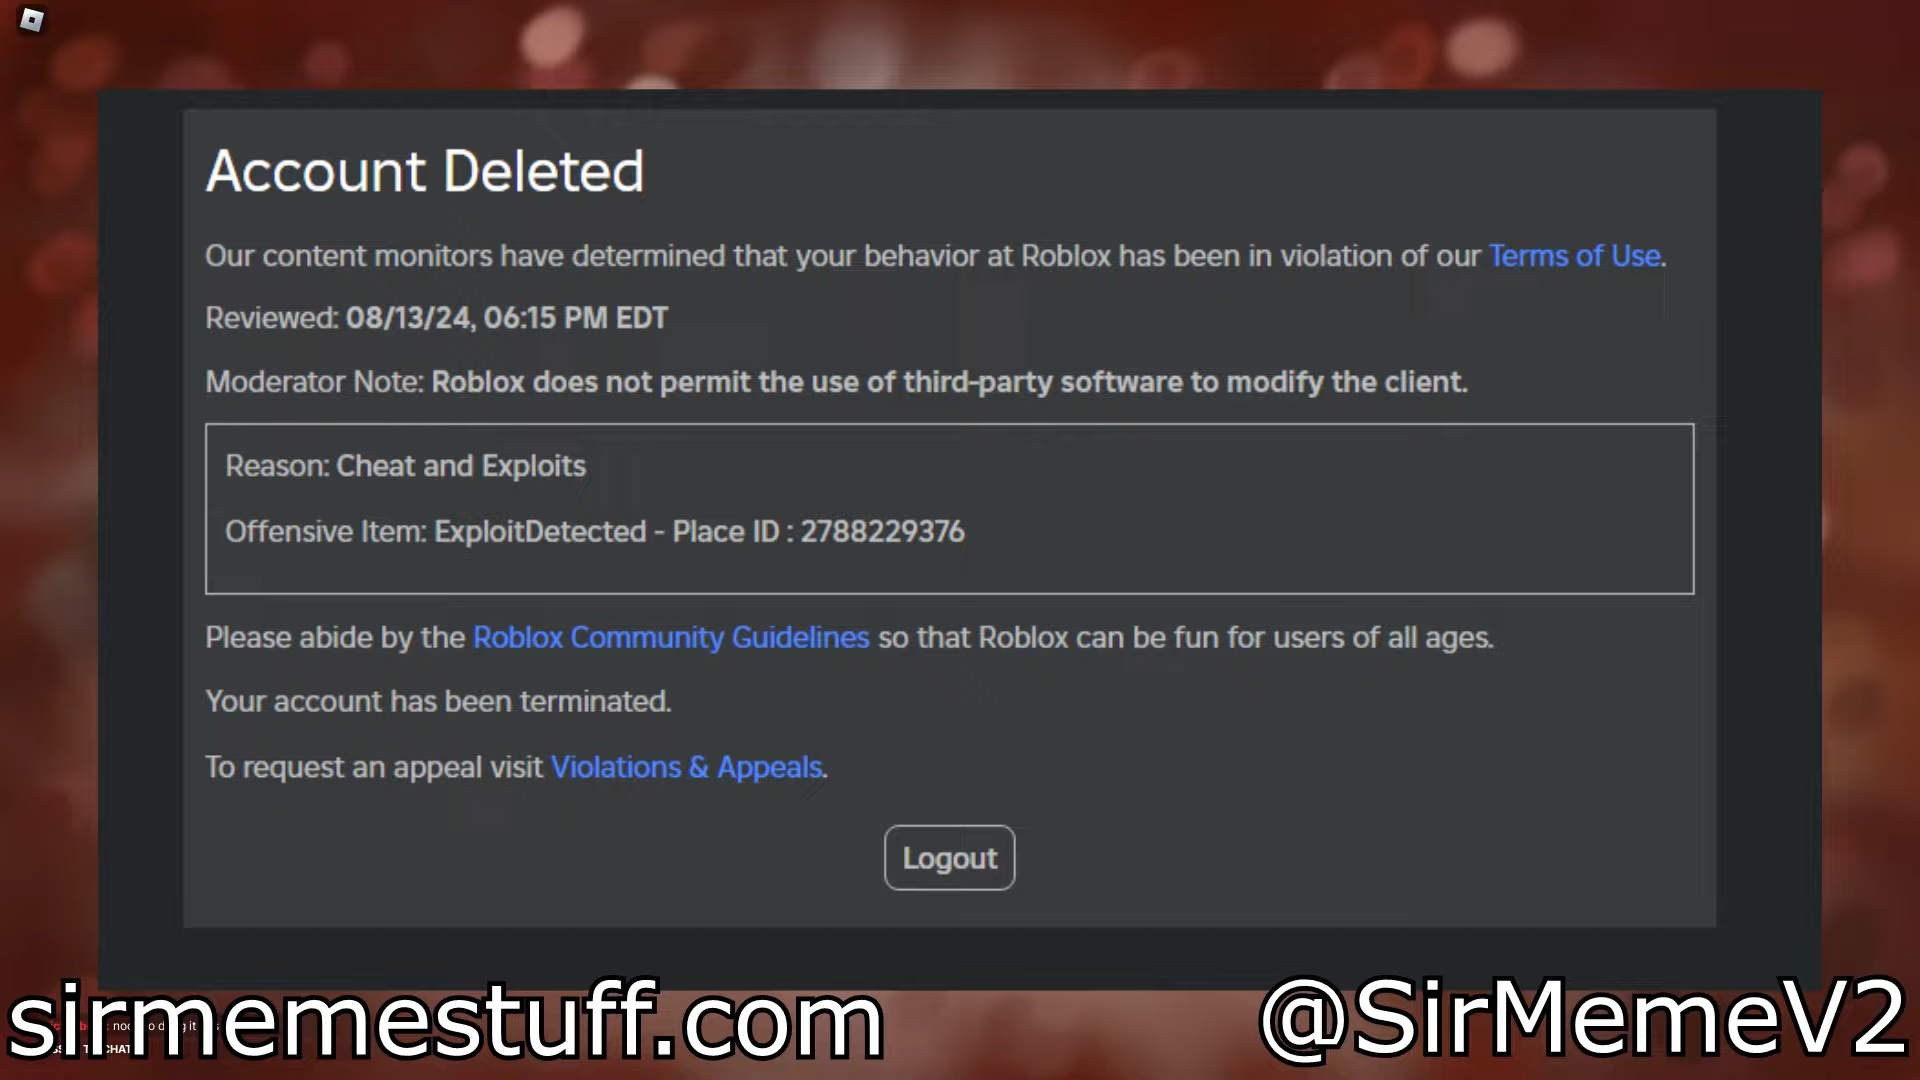 Account Deleted
Our content monitors have determined that your behavior at Roblox has been in violation of our Terms of Use.
Reviewed: 08/13/24, 06:15 PM EDT
Moderator Note: Roblox does not permit the use of third-party software to modify the client.
Reason: Cheat and Exploits
Offensive Item: ExploitDetected - Place ID : 2788229376
Please abide by the Roblox Community Guidelines so that Roblox can be fun for users of all ages.
Your account has been terminated.
To request an appeal visit Violations & Appeals.
Logout
sirmemestuff.com
@SirMemeV2